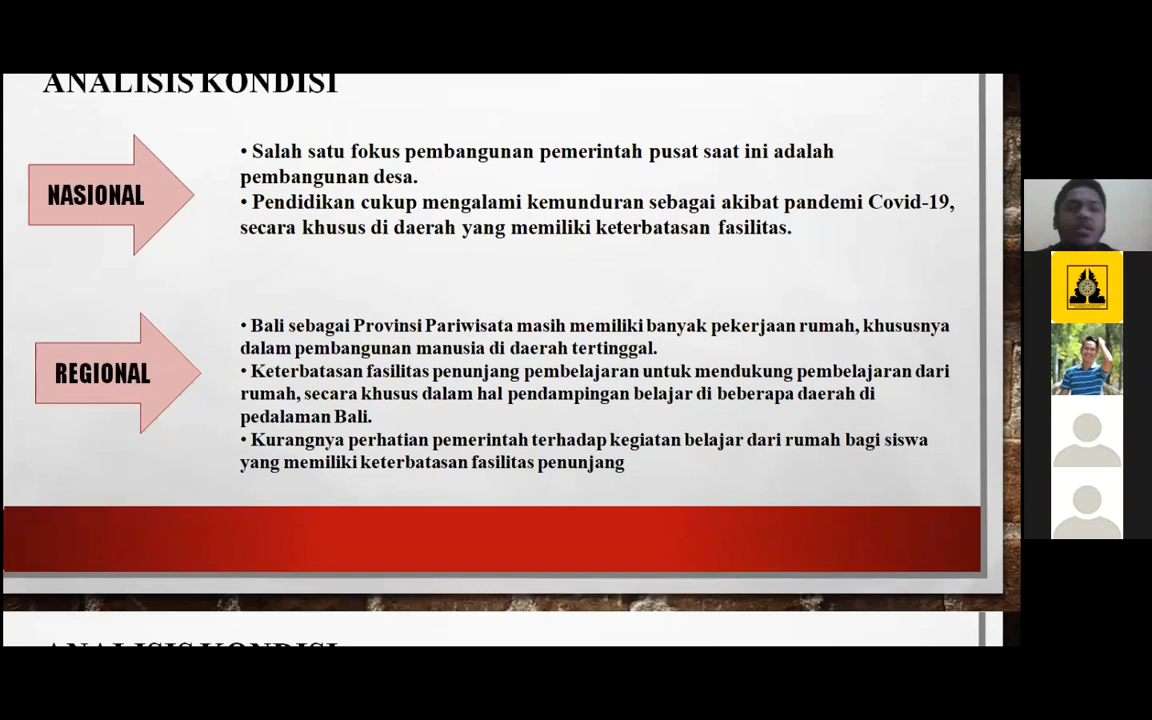 ANALISIS KONDISI
NASIONAL
• Salah satu fokus pembangunan pemerintah pusat saat ini adalah
pembangunan desa.
• Pendidikan cukup mengalami kemunduran sebagai akibat pandemi Covid-19,
secara khusus di daerah yang memiliki keterbatasan fasilitas.
REGIONAL
• Bali sebagai Provinsi Pariwisata masih memiliki banyak pekerjaan rumah, khususnya
dalam pembangunan manusia di daerah tertinggal.
• Keterbatasan fasilitas penunjang pembelajaran untuk mendukung pembelajaran dari
rumah, secara khusus dalam hal pendampingan belajar di beberapa daerah di
pedalaman Bali.
• Kurangnya perhatian pemerintah terhadap kegiatan belajar dari rumah bagi siswa
yang memiliki keterbatasan fasilitas penunjang
ANALISIS KONDISI